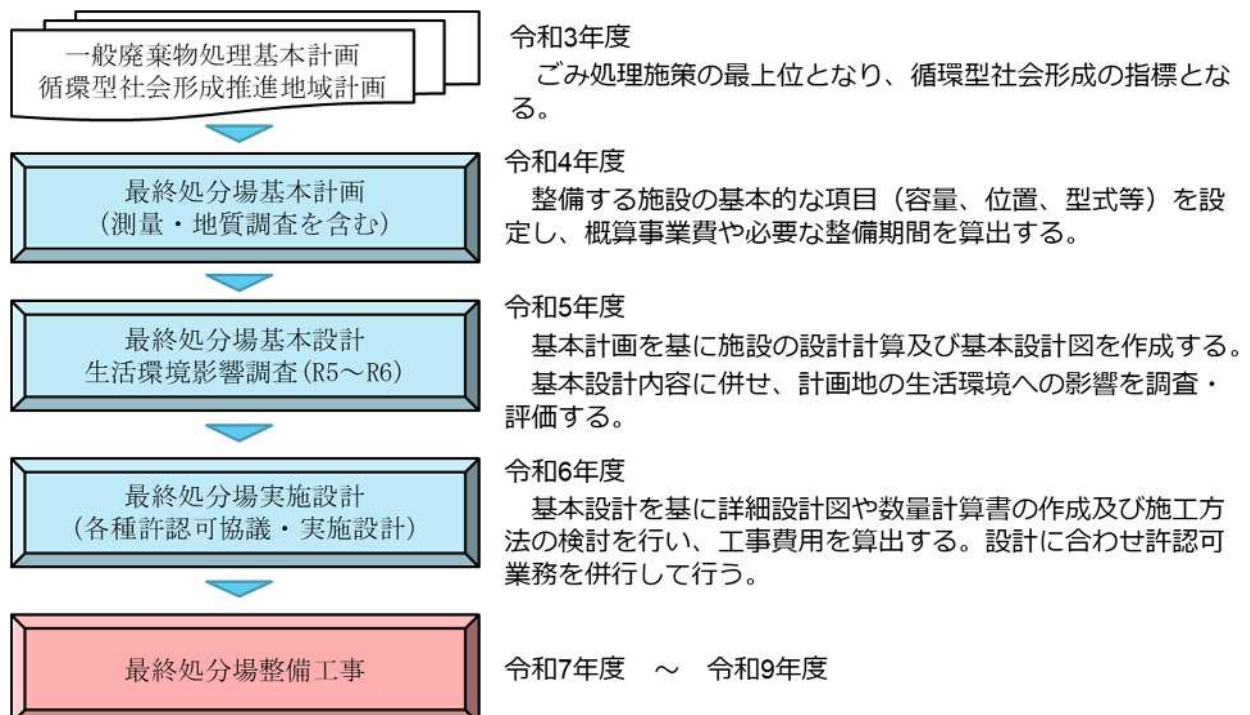 一般廃棄物処理基本計画
循環型社会形成推進地域計画
令和3年度
ごみ処理施策の最上位となり、循環型社会形成の指標とな
る。
最終処分場基本計画
(測量・地質調査を含む)
令和4年度
整備する施設の基本的な項目（容量、位置、型式等）を設
定し、概算事業費や必要な整備期間を算出する。
最終処分場基本設計
生活環境影響調査(R5～R6)
令和5年度
基本計画を基に施設の設計計算及び基本設計図を作成する。
基本設計内容に併せ、計画地の生活環境への影響を調査・
評価する。
最終処分場実施設計
(各種許認可協議・実施設計)
令和6年度
基本設計を基に詳細設計図や数量計算書の作成及び施工方
法の検討を行い、工事費用を算出する。設計に合わせ許認可
業務を併行して行う。
最終処分場整備工事
令和7年度　～　令和9年度